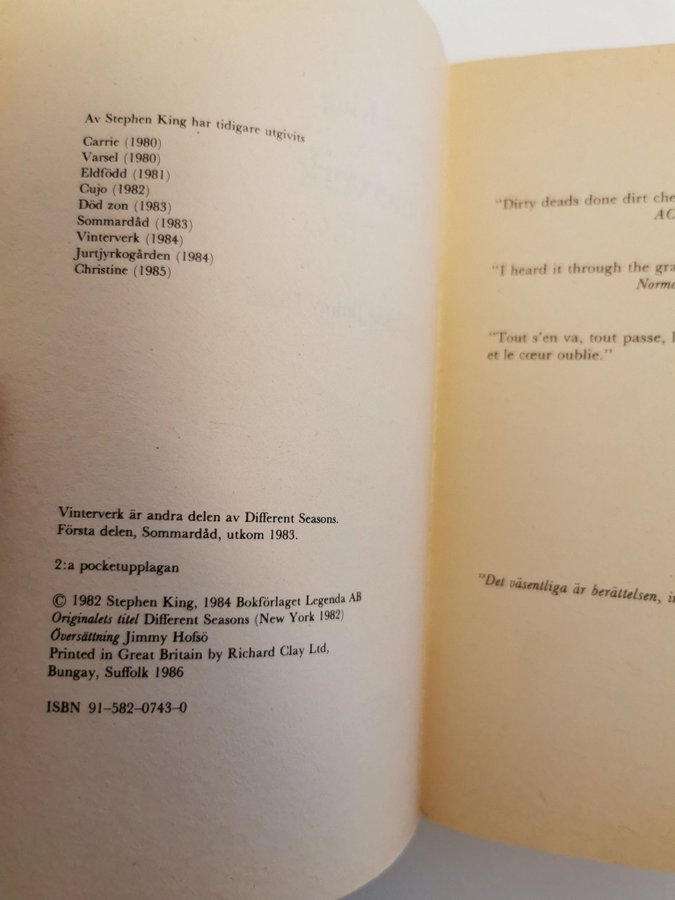 Av Stephen King har tidigare utgivits
Carrie (1980)
Varsel (1980)
Eldfödd (1981)
Cujo (1982)
Död zon (1983)
Sommardåd (1983)
Vinterverk (1984)
Jurtjyrkogården (1984)
Christine (1985)
Vinterverk är andra delen av Different Seasons.
Första delen, Sommardåd, utkom 1983.
2:a pocketupplagan
© 1982 Stephen King, 1984 Bokförlaget Legenda AB
Originalets titel Different Seasons (New York 1982)
Översättning Jimmy Hofsö
Printed in Great Britain by Richard Clay Ltd,
Bungay, Suffolk 1986
ISBN 91-582-0743-0
"Dirty deads done dirt che
AC
"I heard it through the gra
Norma
"Tout s'en va, tout passe, l
et le cœur oublie."
"Det väsentliga är berättelsen, in